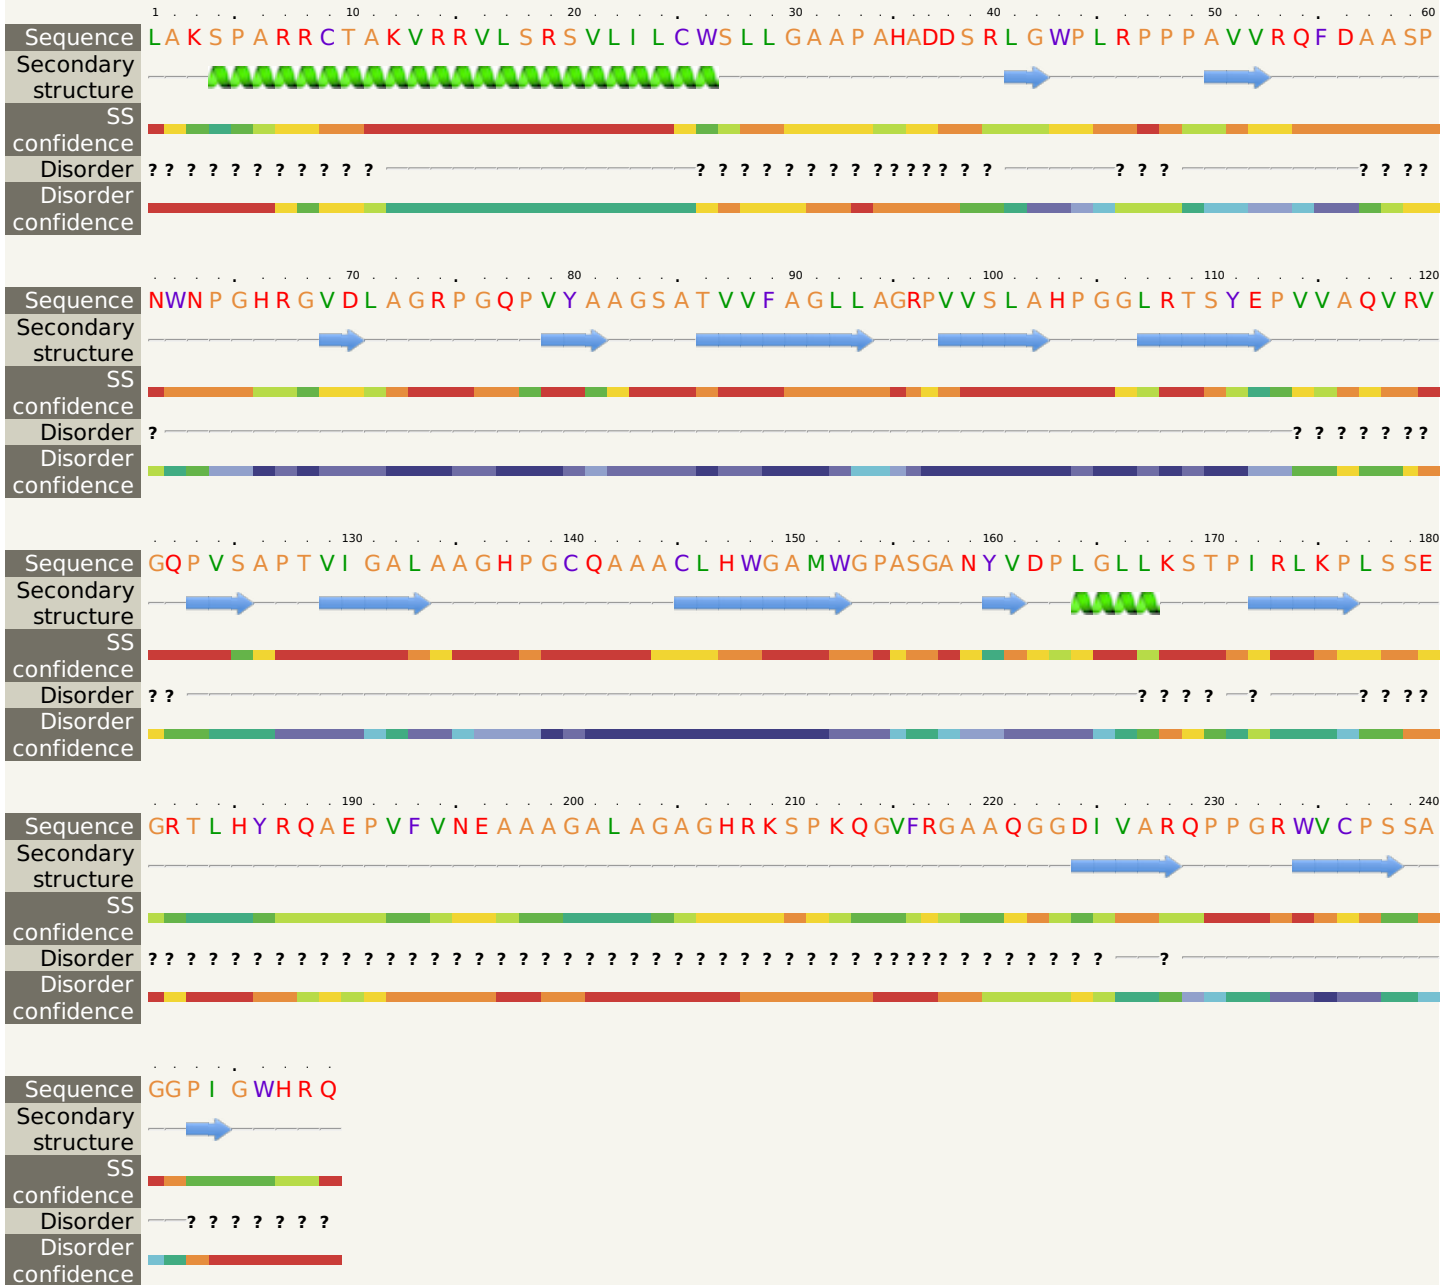 1 10 20 30 40 50 60
Sequence LAKSPARRCTAKVRRVLSRSVLILCWSLLGAAPAHADDSRLGWPLRPPPAVVRQFDAASP
Secondary
structure
SS
confidence
Disorder ? ? ? ? ? ? ? ? ? ? ? ? ? ? ? ? ? ? ? ? ? ? ? ? ? ? ? ? ? ? ? ? ?
Disorder
confidence
70 80 90 100 110 120
Sequence NWNPGHRGVDLAGRPGQPVYAAGSATVVFAGLLAGRPVVSLAHPGGLRTSYEPVVAQVRV
Secondary
structure
SS
confidence
Disorder ? ? ? ? ? ? ? ?
Disorder
confidence
130 140 150 160 170 180
Sequence GQPVSAPTVIGALAAGHPGCQAAACLHWGAMWGPASGANYVDPLGLLKSTPIRLKPLSSE
Secondary
structure
SS
confidence
Disorder ? ? ? ? ? ? ? ? ? ? ?
Disorder
confidence
190 200 210 220 230 240
Sequence GRTLHYRQAEPVFVNEAAAGALAGAGHRKSPKQGVFRGAAQGGDIVARQPPGRWVCPSSA
Secondary
structure
SS
confidence
Disorder ? ? ? ? ? ? ? ? ? ? ? ? ? ? ? ? ? ? ? ? ? ? ? ? ? ? ? ? ? ? ? ? ? ? ? ? ? ? ? ? ? ? ? ? ? ?
Disorder
confidence
Sequence GGPIGWHRQ
Secondary
structure
SS
confidence
Disorder ? ? ? ? ? ? ?
Disorder
confidence